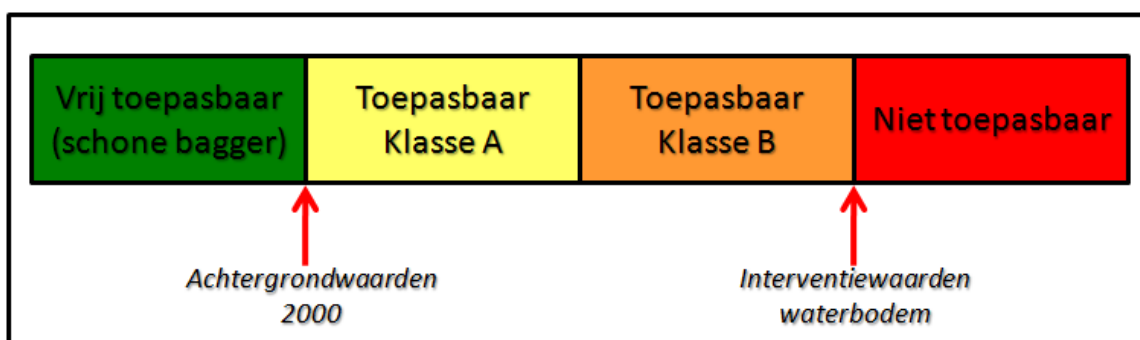 Vrij toepasbaar
(schone bagger)
Toepasbaar
Klasse A
Toepasbaar
Klasse B
Niet toepasbaar
Achtergrondwaarden
2000
Interventiewaarden
waterbodem